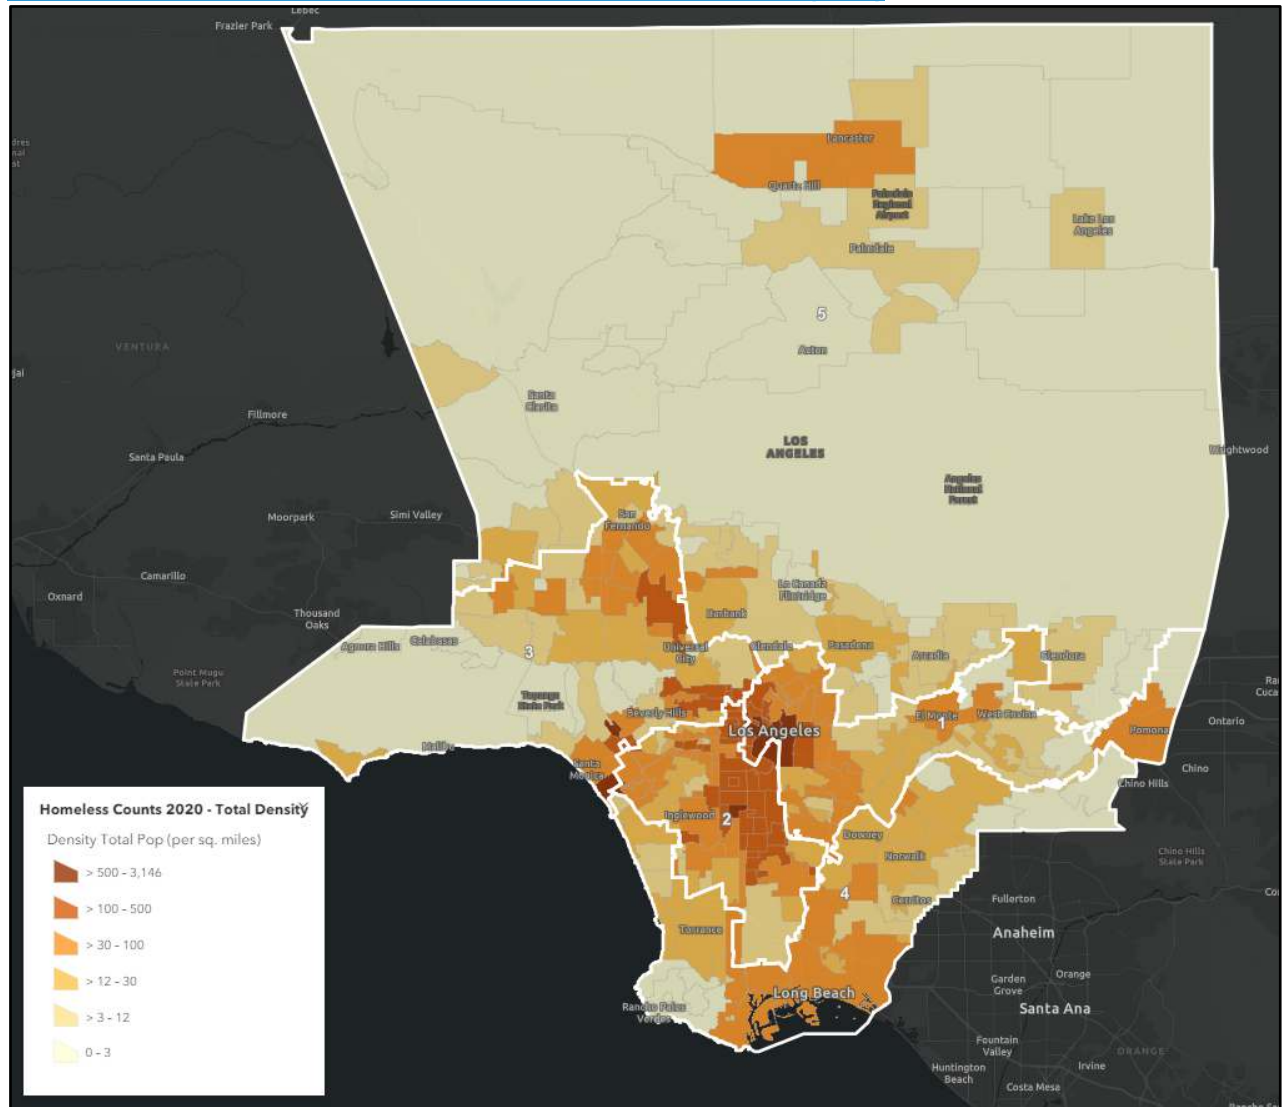 Lebec
Frazier Park
Lancaster
Quartz Hill
Palmdale
Regional
Airport
Lake Los
Angeles
Palmdale
5
Acton
VENTURA
Santa
Clarita
Fillmore
LOS
ANGELES
Santa Paula
Wrightwood
Angeles
National
Forest
Moorpark
Simi Valley
San
Fernando
Camarillo
Oxnard
La Cañada
Flintridge
Thousand
Oaks
Burbank
Agoura Hills
Calabasas
3
Universal
City
Glendale
Pasadena
Arcadia
Glendora
Point Mugu
State Park
Topanga
State Park
Beverly Hills
Los Angeles
El Monte
West Covina
1
Pomona
Ontario
Malibu
Santa
Monica
Chino
Chino Hills
Inglewood
2
Downey
Norwalk
Chino Hills
State Park
4
Cerritos
Fullerton
Torrance
Anaheim
Garden
Grove
Orange
Long Beach
Rancho Palos
Verdes
Santa Ana
Fountain
Valley
ORANGE
Huntington
Beach
Irvine
Costa Mesa
Homeless Counts 2020 - Total Density
Density Total Pop (per sq. miles)
> 500 - 3,146
> 100 - 500
> 30 - 100
> 12 - 30
> 3 - 12
0 - 3